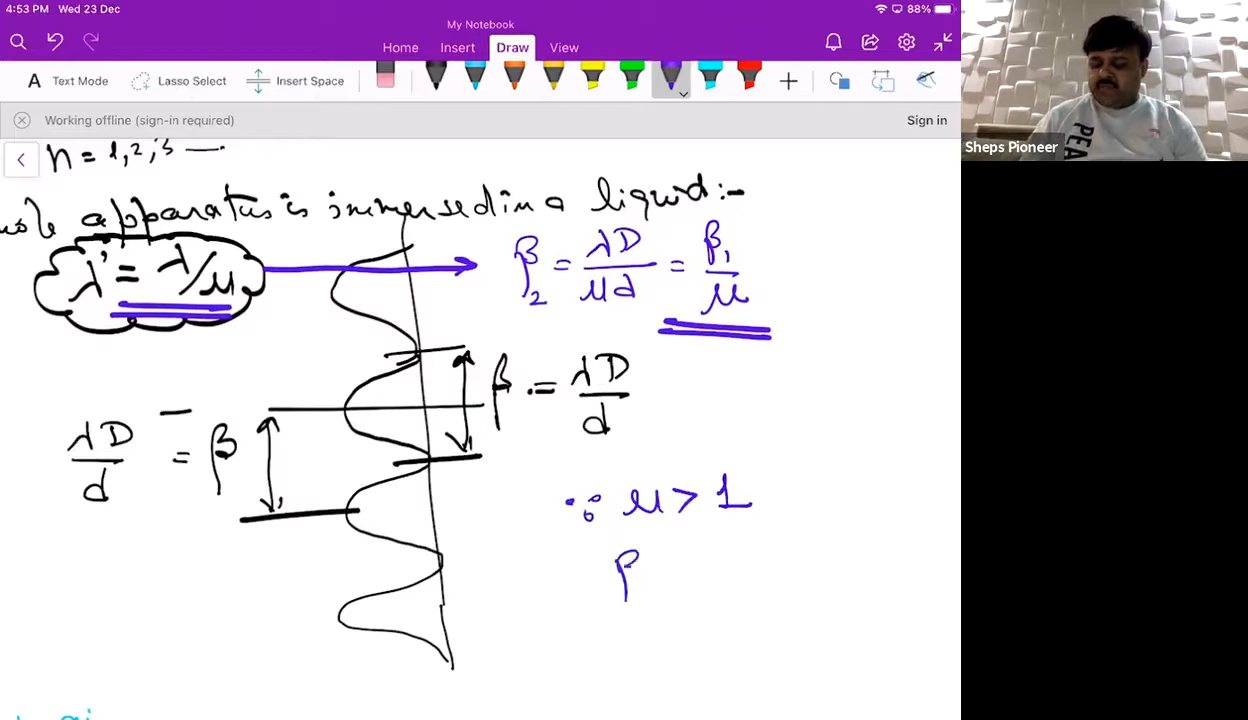 4:53 PM Wed 23 Dec
88%
My Notebook
Home Insert Draw View
A Text Mode Lasso Select Insert Space
Working offline (sign-in required) Sign in
n = 1, 2, 3 —.
apparatus is immersed in a liquid :-
λ' = λ/μ
β₂ = λD/μd = β₁/μ
β = λD/d
λD/d = β
∵ μ > 1
β
Sheps Pioneer
PEA